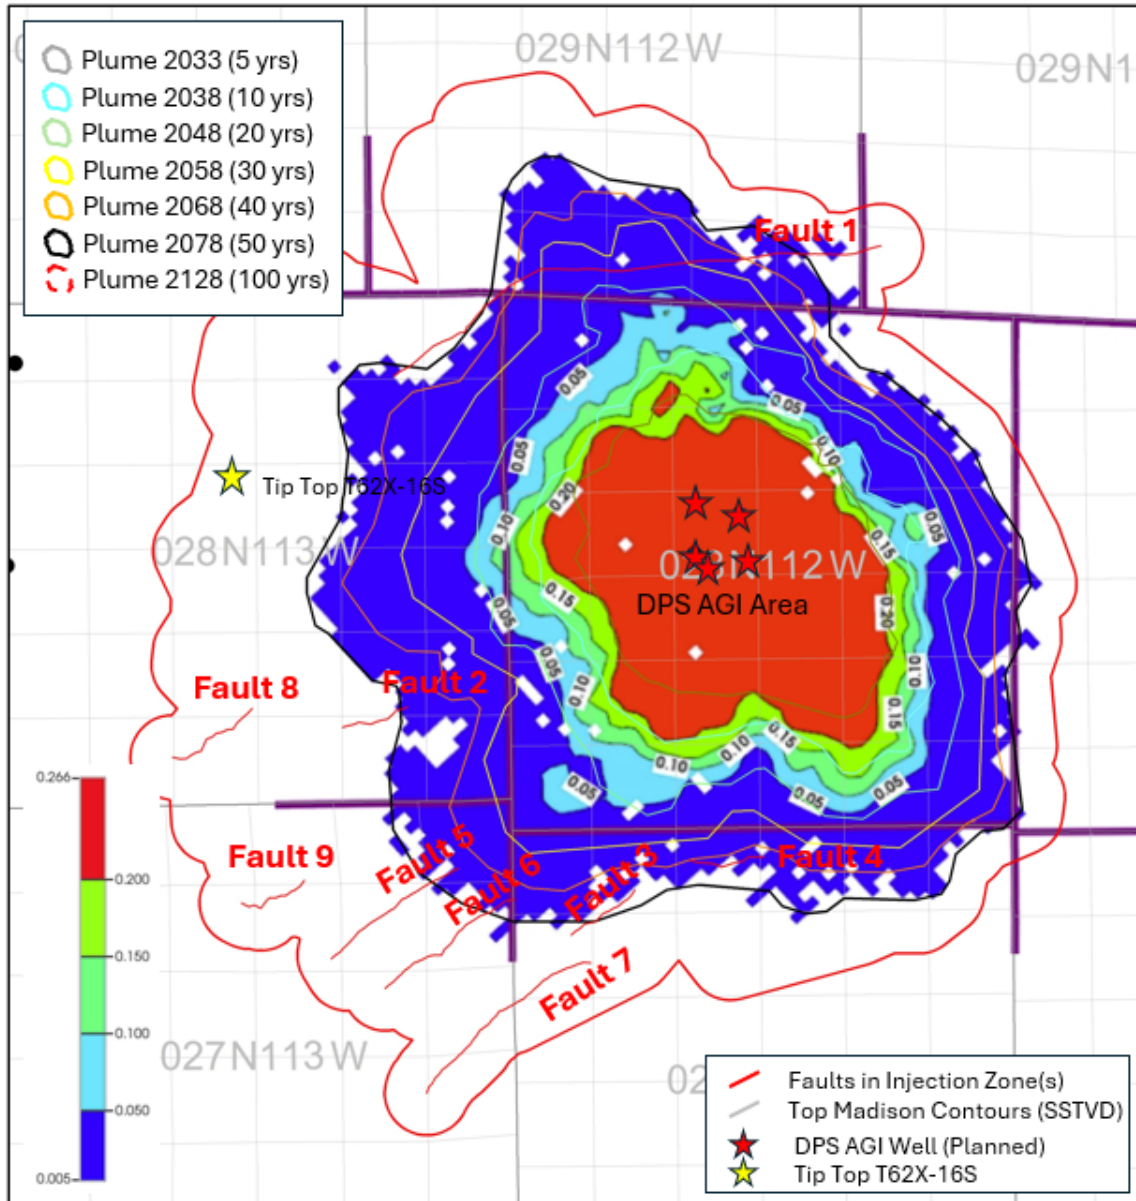 029N112W
029N1
Plume 2033 (5 yrs)
Plume 2038 (10 yrs)
Plume 2048 (20 yrs)
Plume 2058 (30 yrs)
Plume 2068 (40 yrs)
Plume 2078 (50 yrs)
Plume 2128 (100 yrs)
Fault 1
0.05
0.05
0.05
0.10
0.20
Tip Top T62X-16S
0.10
0.05
0.15
028N113W
028N112W
DPS AGI Area
0.15
0.20
0.05
0.05
0.10
0.10
Fault 2
Fault 8
0.15
0.15
0.10
0.10
0.05
0.05
0.05
0.266
0.200
0.150
0.100
0.050
0.005
Fault 5
Fault 9
Fault 6
Fault 3
Fault 4
Fault 7
027N113W
02
Faults in Injection Zone(s)
Top Madison Contours (SSTVD)
DPS AGI Well (Planned)
Tip Top T62X-16S